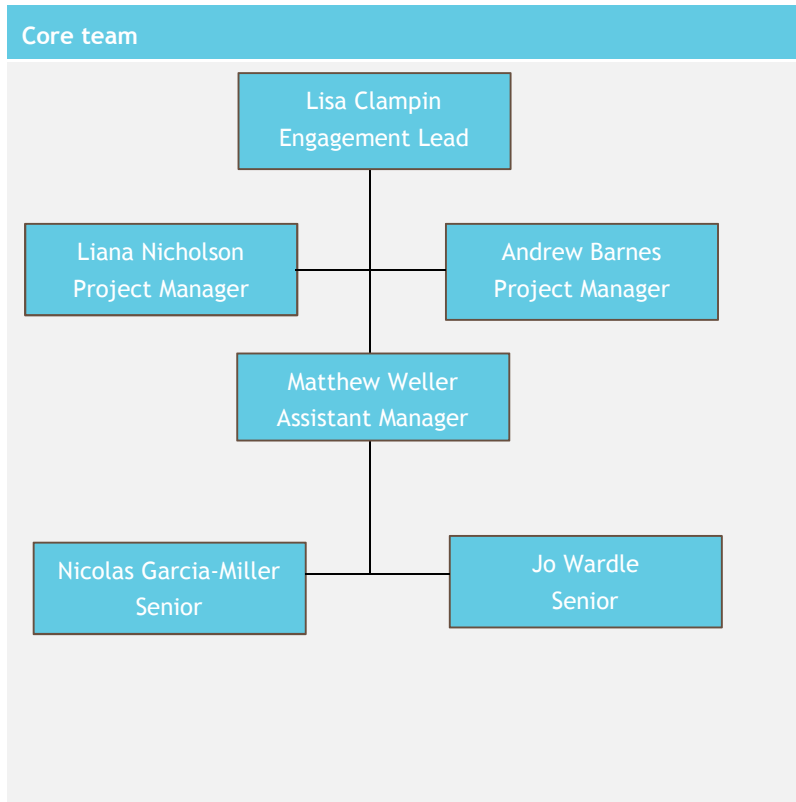 Core team
Lisa Clampin
Engagement Lead
Liana Nicholson
Project Manager
Andrew Barnes
Project Manager
Matthew Weller
Assistant Manager
Nicolas Garcia-Miller
Senior
Jo Wardle
Senior